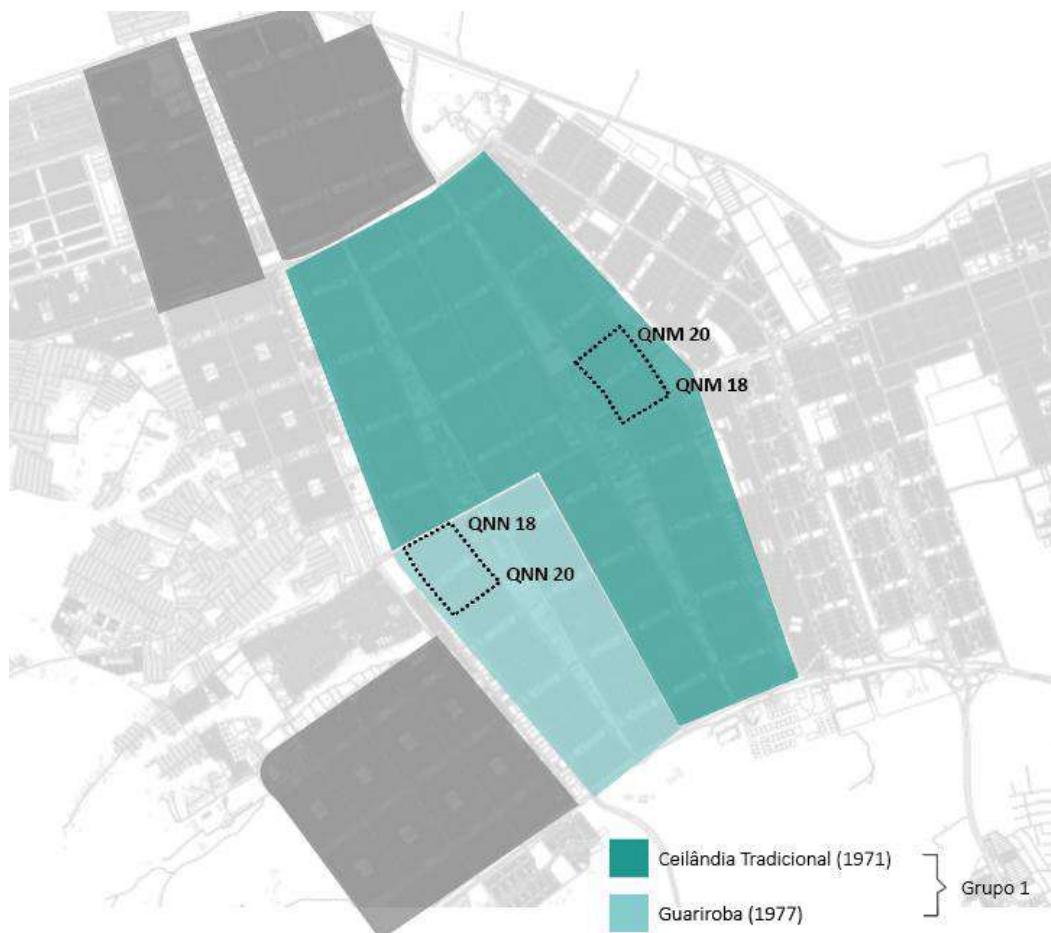 QNM 20
QNM 18
QNN 18
QNN 20
Ceilândia Tradicional (1971)
Grupo 1
Guariroba (1977)